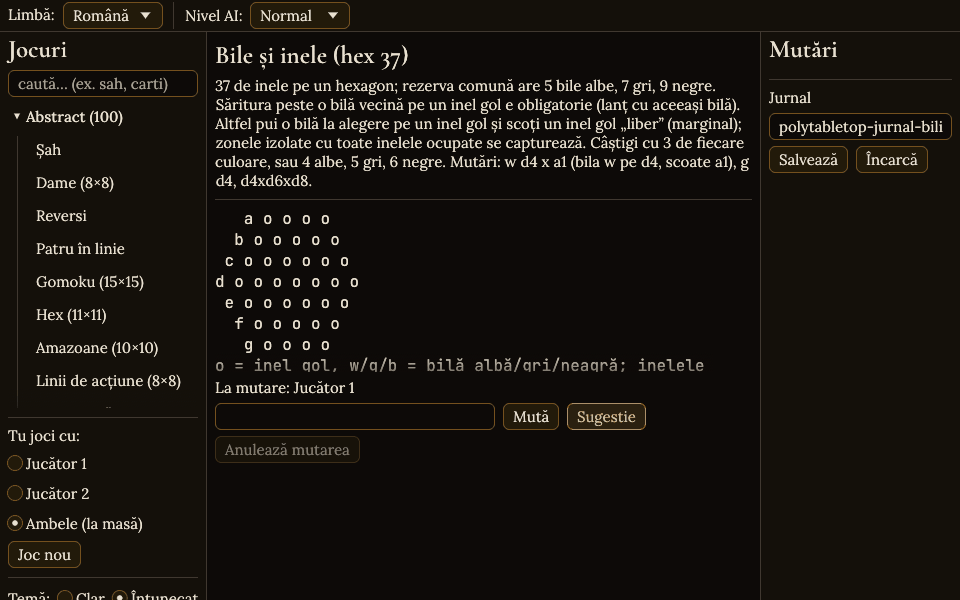 Limbă: Română ▼ Nivel AI: Normal ▼
Jocuri
caută... (ex. sah, carti)
▼ Abstract (100)
Șah
Dame (8×8)
Reversi
Patru în linie
Gomoku (15×15)
Hex (11×11)
Amazoane (10×10)
Linii de acțiune (8×8)
Tu joci cu:
Jucător 1
Jucător 2
Ambele (la masă)
Joc nou
Temă: Clar Întunecat
Bile și inele (hex 37)
37 de inele pe un hexagon; rezerva comună are 5 bile albe, 7 gri, 9 negre.
Săritura peste o bilă vecină pe un inel gol e obligatorie (lanț cu aceeași bilă).
Altfel pui o bilă la alegere pe un inel gol și scoți un inel gol „liber” (marginal);
zonele izolate cu toate inelele ocupate se capturează. Câștigi cu 3 de fiecare
culoare, sau 4 albe, 5 gri, 6 negre. Mutări: w d4 x a1 (bila w pe d4, scoate a1), g
d4, d4xd6xd8.
a o o o o
b o o o o o
c o o o o o o
d o o o o o o o
e o o o o o o
f o o o o o
g o o o o
o = inel gol, w/g/b = bilă albă/gri/neagră; inelele
La mutare: Jucător 1
Mută Sugestie
Anulează mutarea
Mutări
Jurnal
polytabletop-jurnal-bili
Salvează Încarcă